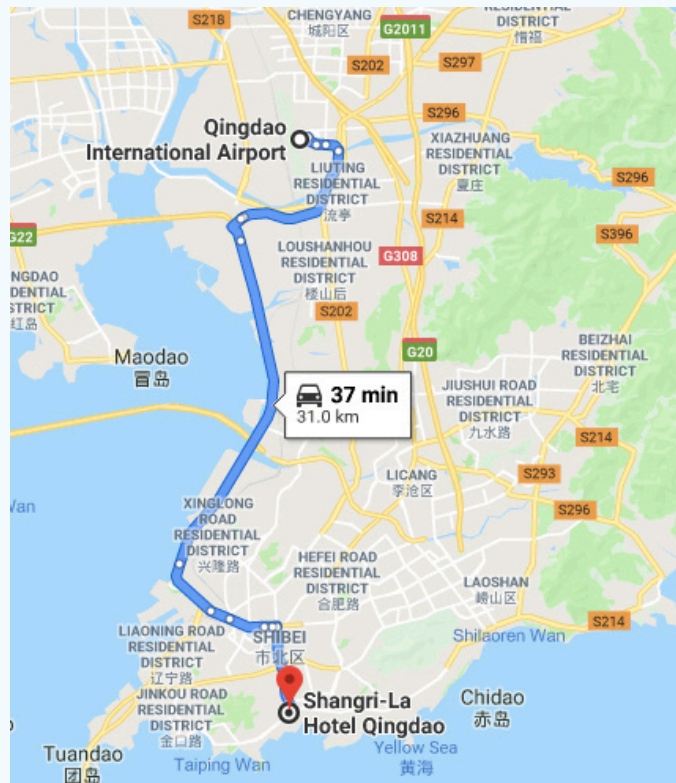 CHENGYANG
城阳区
S218
G2011
RESIDENTIAL
DISTRICT
惜福
S202
S297
S296
Qingdao
International Airport
XIAZHUANG
RESIDENTIAL
DISTRICT
夏庄
LIUTING
RESIDENTIAL
DISTRICT
流亭
S296
S214
G22
S396
LOUSHANHOU
RESIDENTIAL
DISTRICT
楼山后
G308
NGDAO
DENTIAL
STRICT
红岛
S202
BEIZHAI
RESIDENTIAL
DISTRICT
北宅
G20
Maodao
冒岛
JIUSHUI ROAD
RESIDENTIAL
DISTRICT
九水路
37 min
31.0 km
S214
LICANG
李沧区
S293
Wan
XINGLONG
ROAD
RESIDENTIAL
DISTRICT
兴隆路
S296
HEFEI ROAD
RESIDENTIAL
DISTRICT
合肥路
LAOSHAN
崂山区
S214
LIAONING ROAD
RESIDENTIAL
DISTRICT
辽宁路
SHIBEI
市北区
Shilaoren Wan
JINKOU ROAD
RESIDENTIAL
DISTRICT
金口路
Shangri-La
Hotel Qingdao
Chidao
赤岛
Tuandao
团岛
Taiping Wan
Yellow Sea
黄海